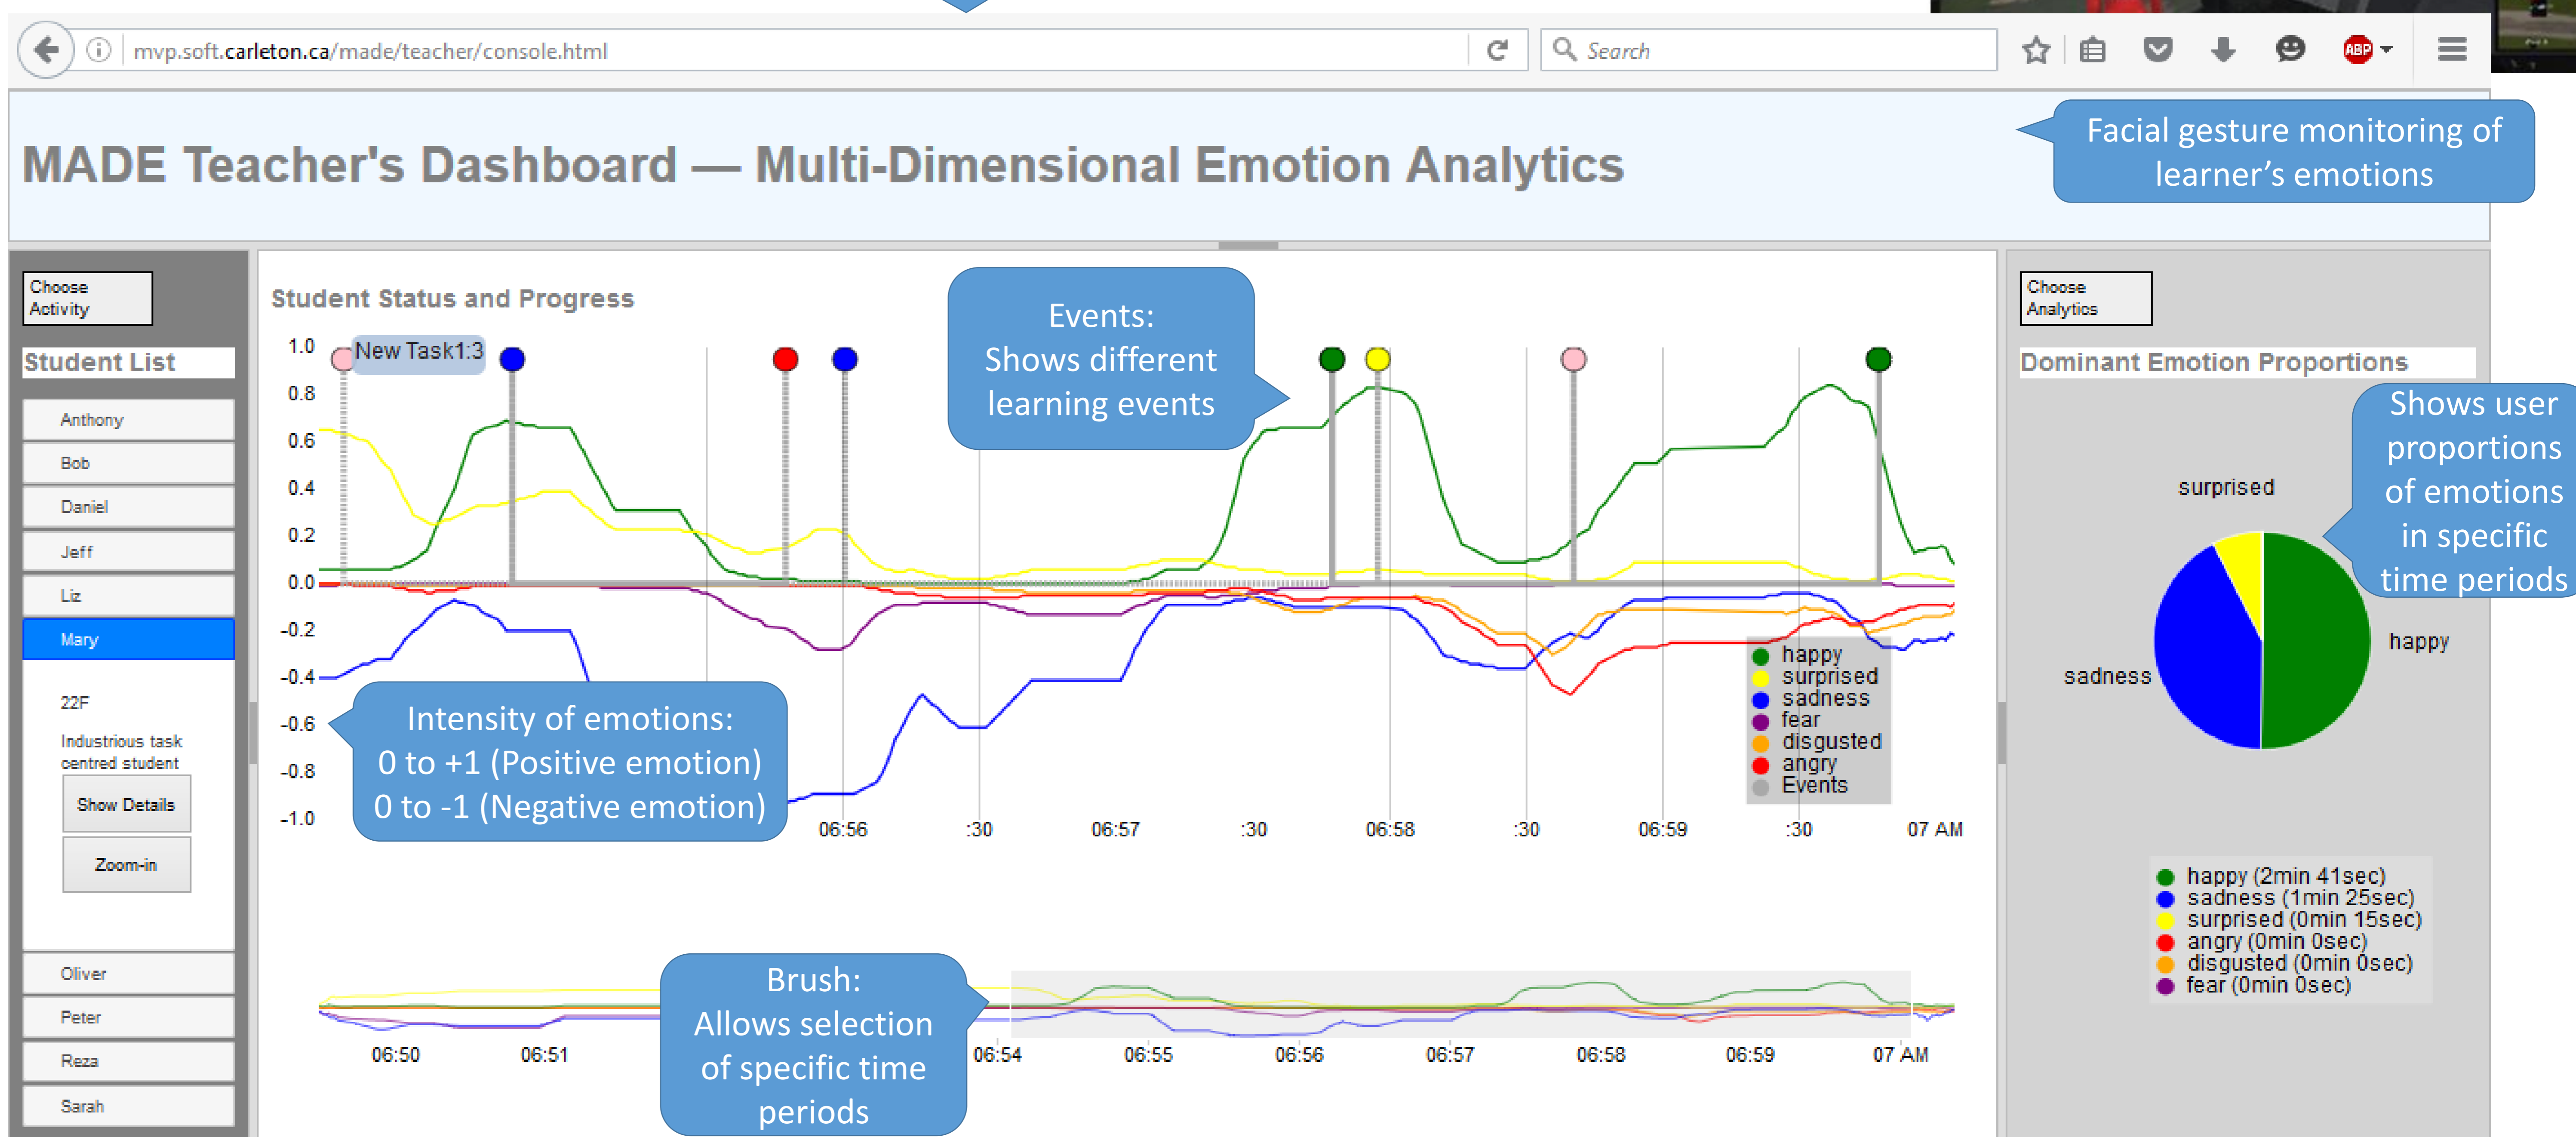 mvp.soft.carleton.ca/made/teacher/console.html
Search
ABP
MADE Teacher's Dashboard — Multi-Dimensional Emotion Analytics
Facial gesture monitoring of
learner's emotions
Choose
Activity
Student List
Anthony
Bob
Daniel
Jeff
Liz
Mary
22F
Industrious task
centred student
Show Details
Zoom-in
Oliver
Peter
Reza
Sarah
Student Status and Progress
1.0
0.8
0.6
0.4
0.2
0.0
-0.2
-0.4
-0.6
-0.8
-1.0
New Task1:3
Events:
Shows different
learning events
Intensity of emotions:
0 to +1 (Positive emotion)
0 to -1 (Negative emotion)
happy
surprised
sadness
fear
disgusted
angry
Events
06:56 :30 06:57 :30 06:58 :30 06:59 :30 07 AM
Brush:
Allows selection
of specific time
periods
06:50 06:51 06:54 06:55 06:56 06:57 06:58 06:59 07 AM
Choose
Analytics
Dominant Emotion Proportions
Shows user
proportions
of emotions
in specific
time periods
surprised
happy
sadness
happy (2min 41sec)
sadness (1min 25sec)
surprised (0min 15sec)
angry (0min 0sec)
disgusted (0min 0sec)
fear (0min 0sec)